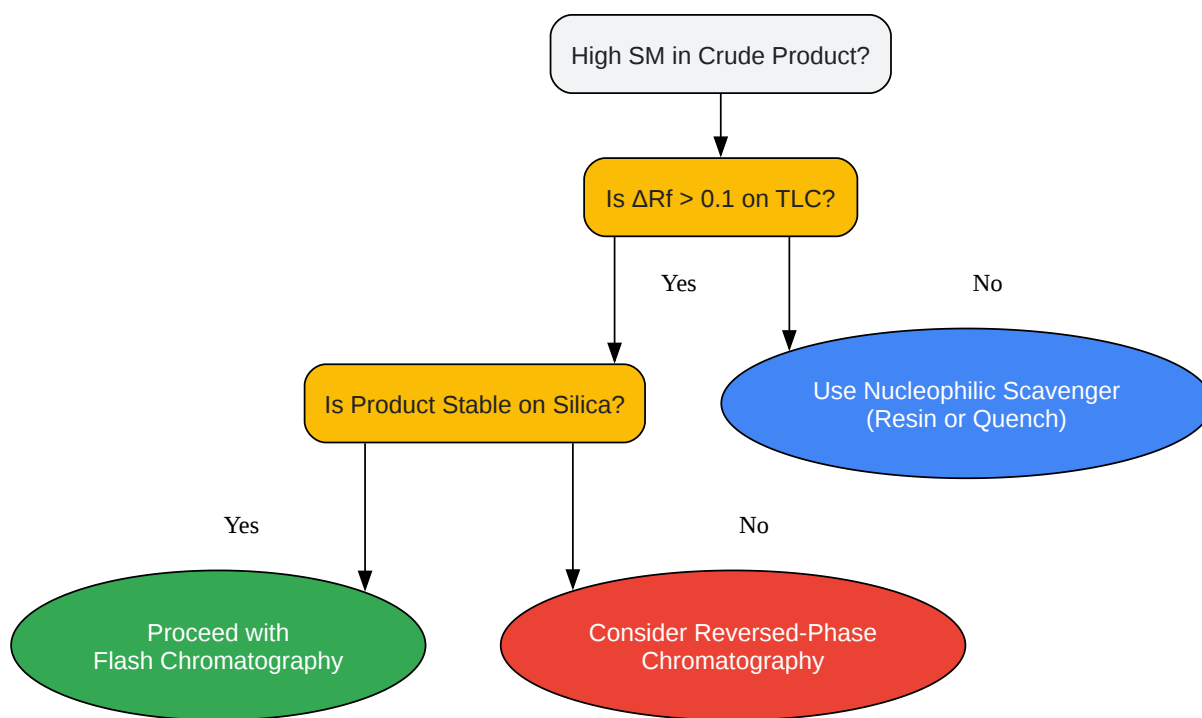 High SM in Crude Product?
Is ΔRf > 0.1 on TLC?
Yes
No
Is Product Stable on Silica?
Use Nucleophilic Scavenger
(Resin or Quench)
Yes
No
Proceed with
Flash Chromatography
Consider Reversed-Phase
Chromatography